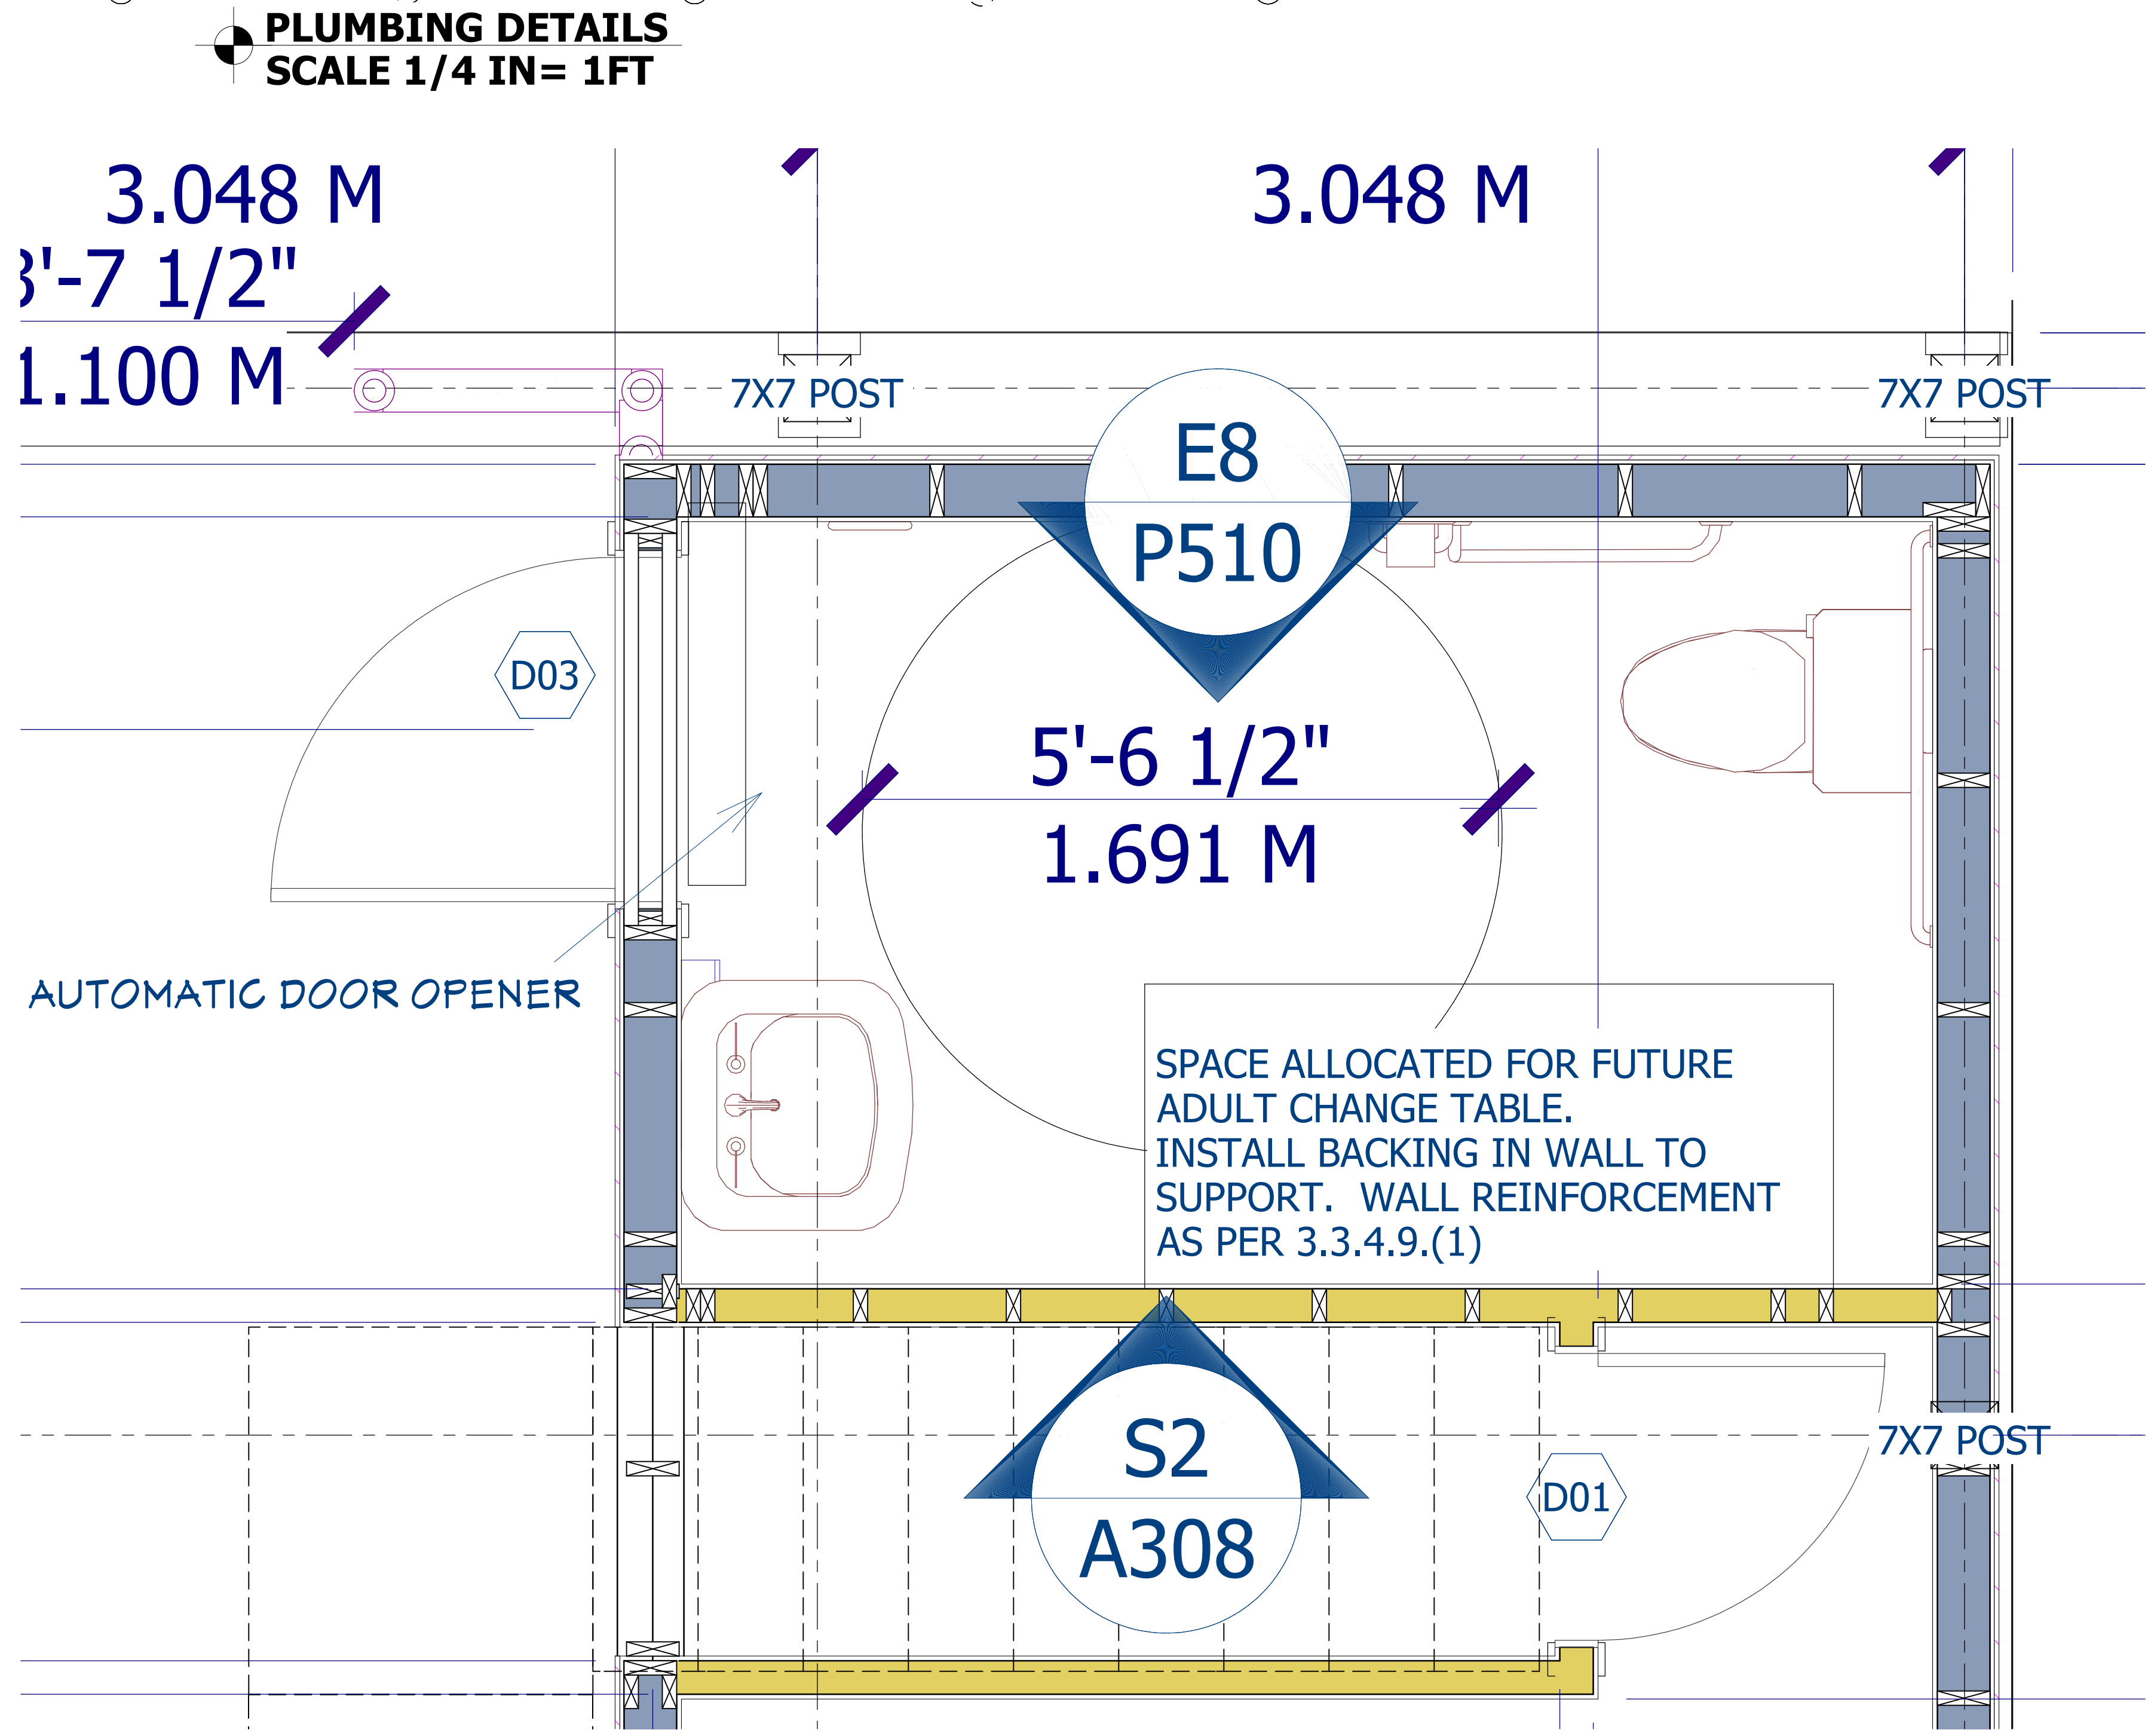 PLUMBING DETAILS
SCALE 1/4 IN= 1FT
3.048 M
3.048 M
'-7 1/2"
1.100 M
7X7 POST
7X7 POST
E8
P510
D03
5'-6 1/2"
1.691 M
AUTOMATIC DOOR OPENER
SPACE ALLOCATED FOR FUTURE
ADULT CHANGE TABLE.
INSTALL BACKING IN WALL TO
SUPPORT. WALL REINFORCEMENT
AS PER 3.3.4.9.(1)
S2
A308
D01
7X7 POST